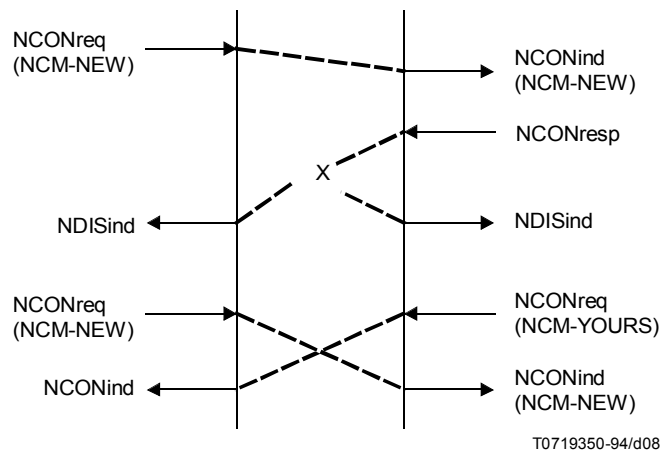 NCONreq
(NCM-NEW)
NCONind
(NCM-NEW)
NCONresp
X
NDISind
NDISind
NCONreq
(NCM-NEW)
NCONreq
(NCM-YOURS)
NCONind
NCONind
(NCM-NEW)
T0719350-94/d08